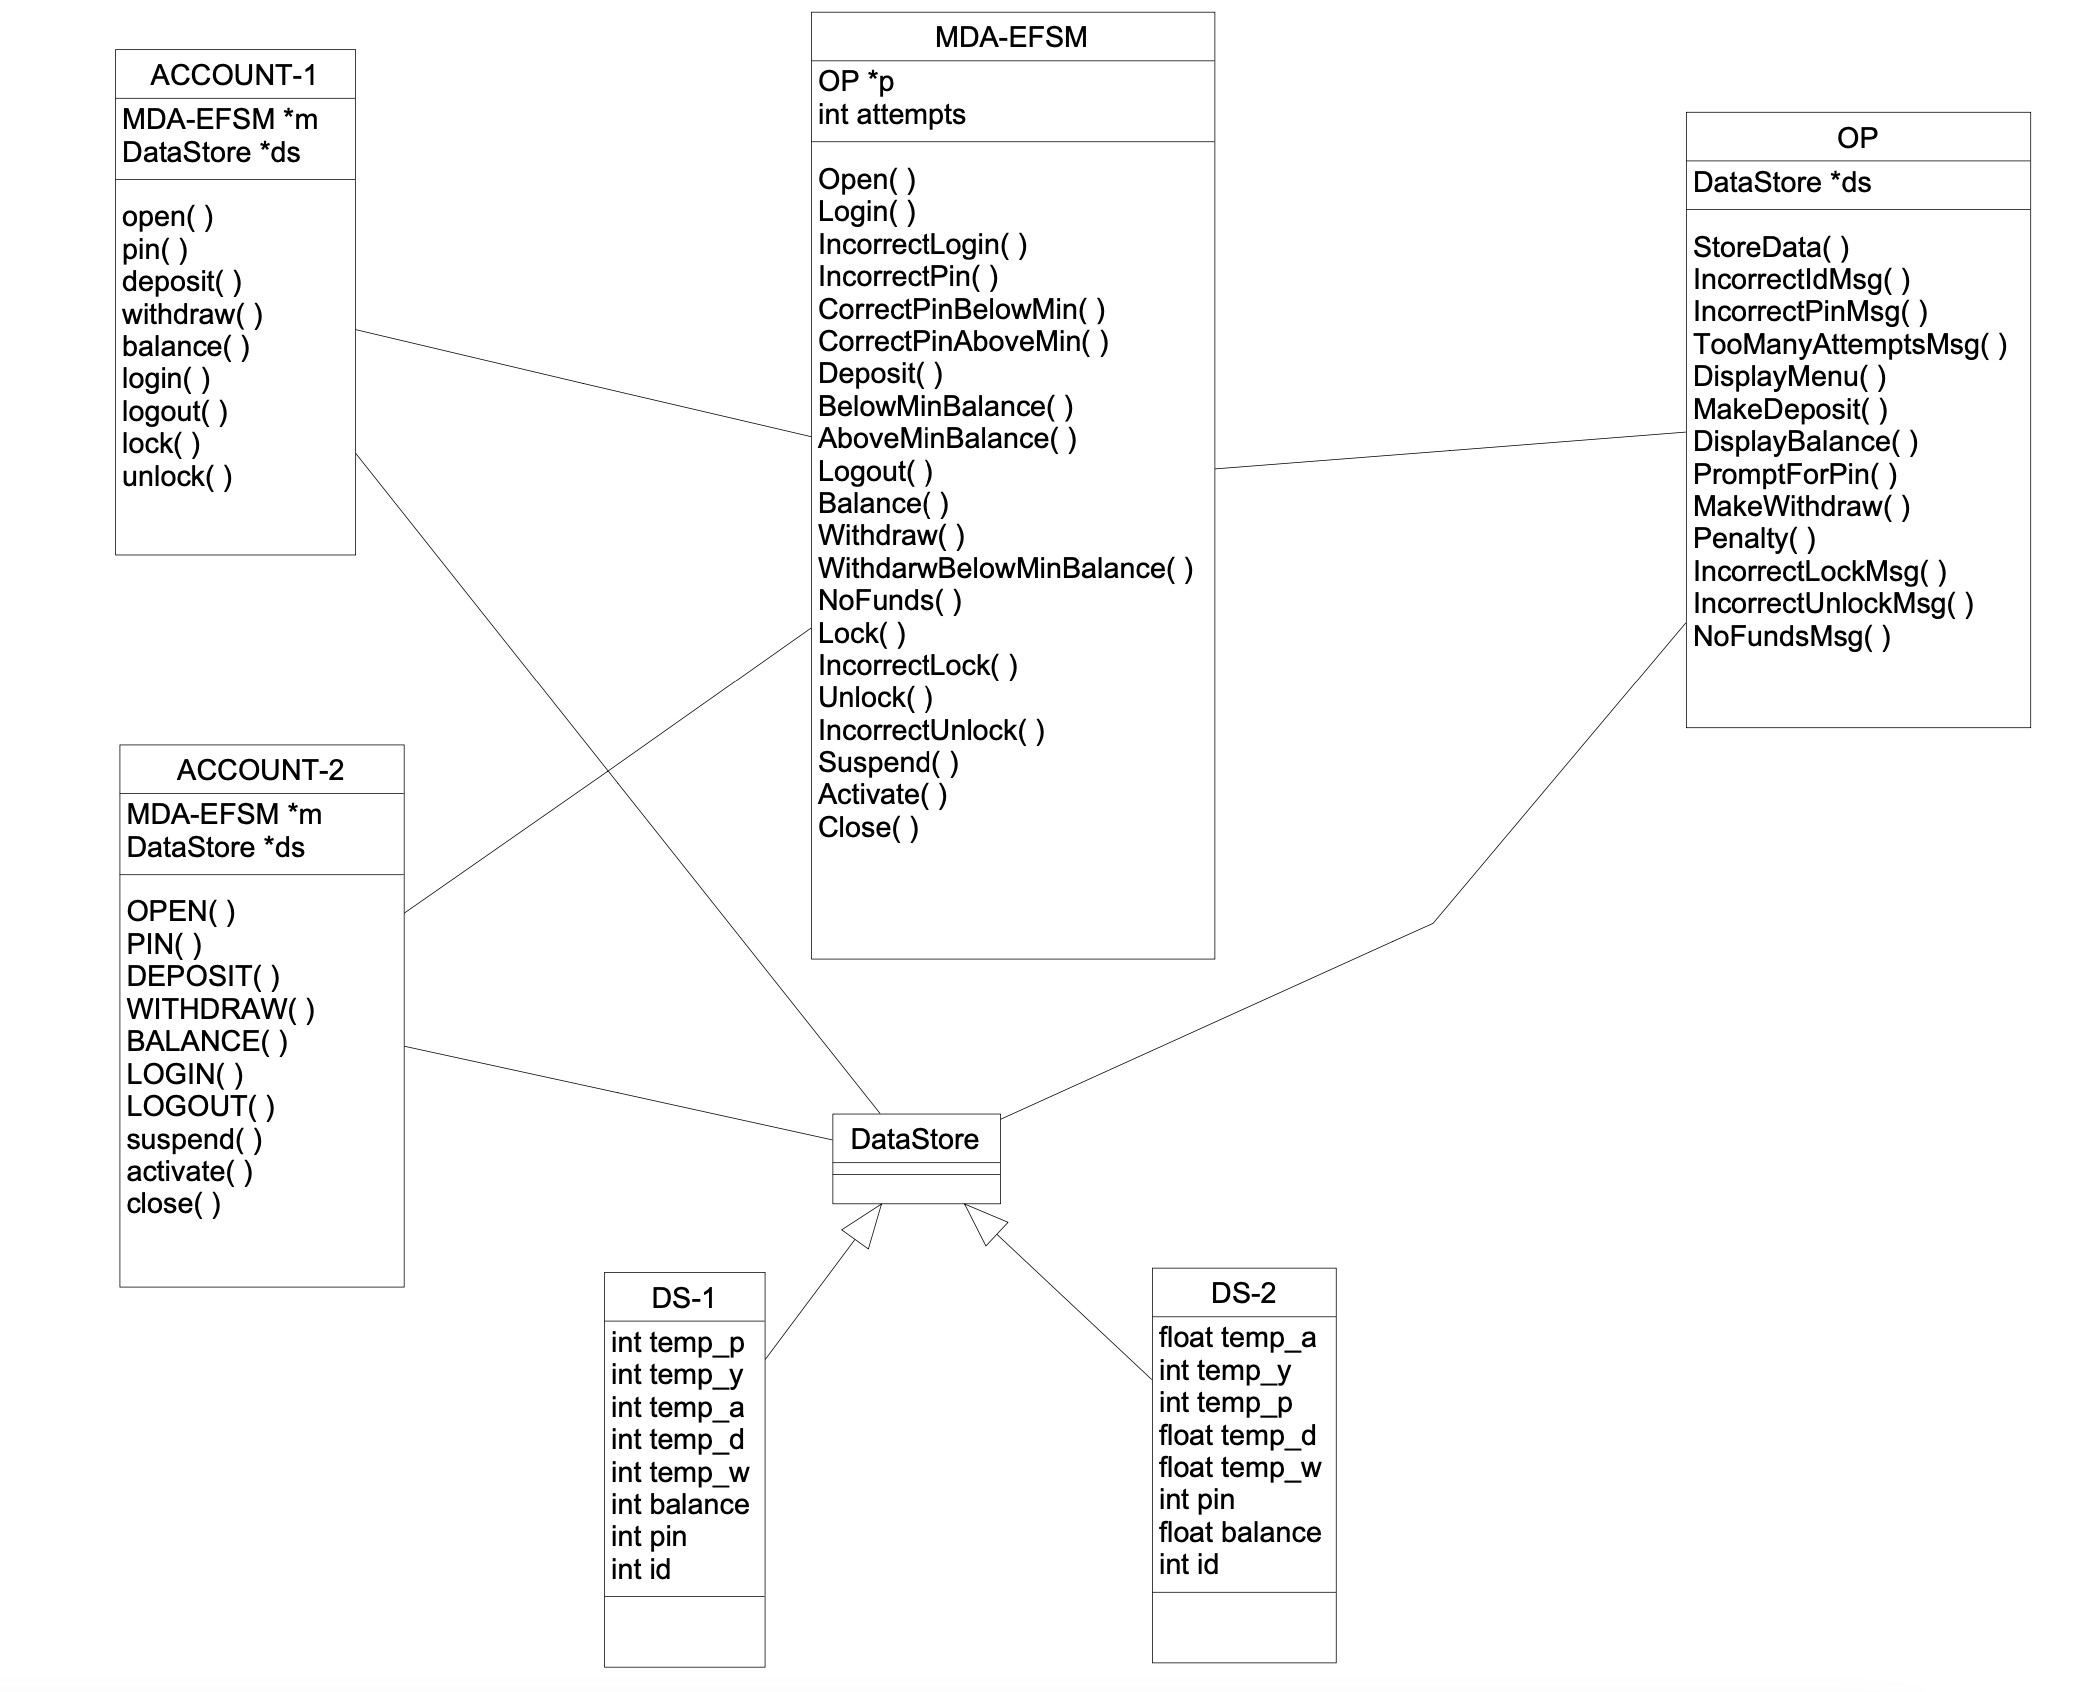 ACCOUNT-1
MDA-EFSM *m
DataStore *ds
open( )
pin( )
deposit( )
withdraw( )
balance( )
login( )
logout( )
lock( )
unlock( )
MDA-EFSM
OP *p
int attempts
Open( )
Login( )
IncorrectLogin( )
IncorrectPin( )
CorrectPinBelowMin( )
CorrectPinAboveMin( )
Deposit( )
BelowMinBalance( )
AboveMinBalance( )
Logout( )
Balance( )
Withdraw( )
WithdarwBelowMinBalance( )
NoFunds( )
Lock( )
IncorrectLock( )
Unlock( )
IncorrectUnlock( )
Suspend( )
Activate( )
Close( )
OP
DataStore *ds
StoreData( )
IncorrectIdMsg( )
IncorrectPinMsg( )
TooManyAttemptsMsg( )
DisplayMenu( )
MakeDeposit( )
DisplayBalance( )
PromptForPin( )
MakeWithdraw( )
Penalty( )
IncorrectLockMsg( )
IncorrectUnlockMsg( )
NoFundsMsg( )
ACCOUNT-2
MDA-EFSM *m
DataStore *ds
OPEN( )
PIN( )
DEPOSIT( )
WITHDRAW( )
BALANCE( )
LOGIN( )
LOGOUT( )
suspend( )
activate( )
close( )
DataStore
DS-1
int temp_p
int temp_y
int temp_a
int temp_d
int temp_w
int balance
int pin
int id
DS-2
float temp_a
int temp_y
int temp_p
float temp_d
float temp_w
int pin
float balance
int id